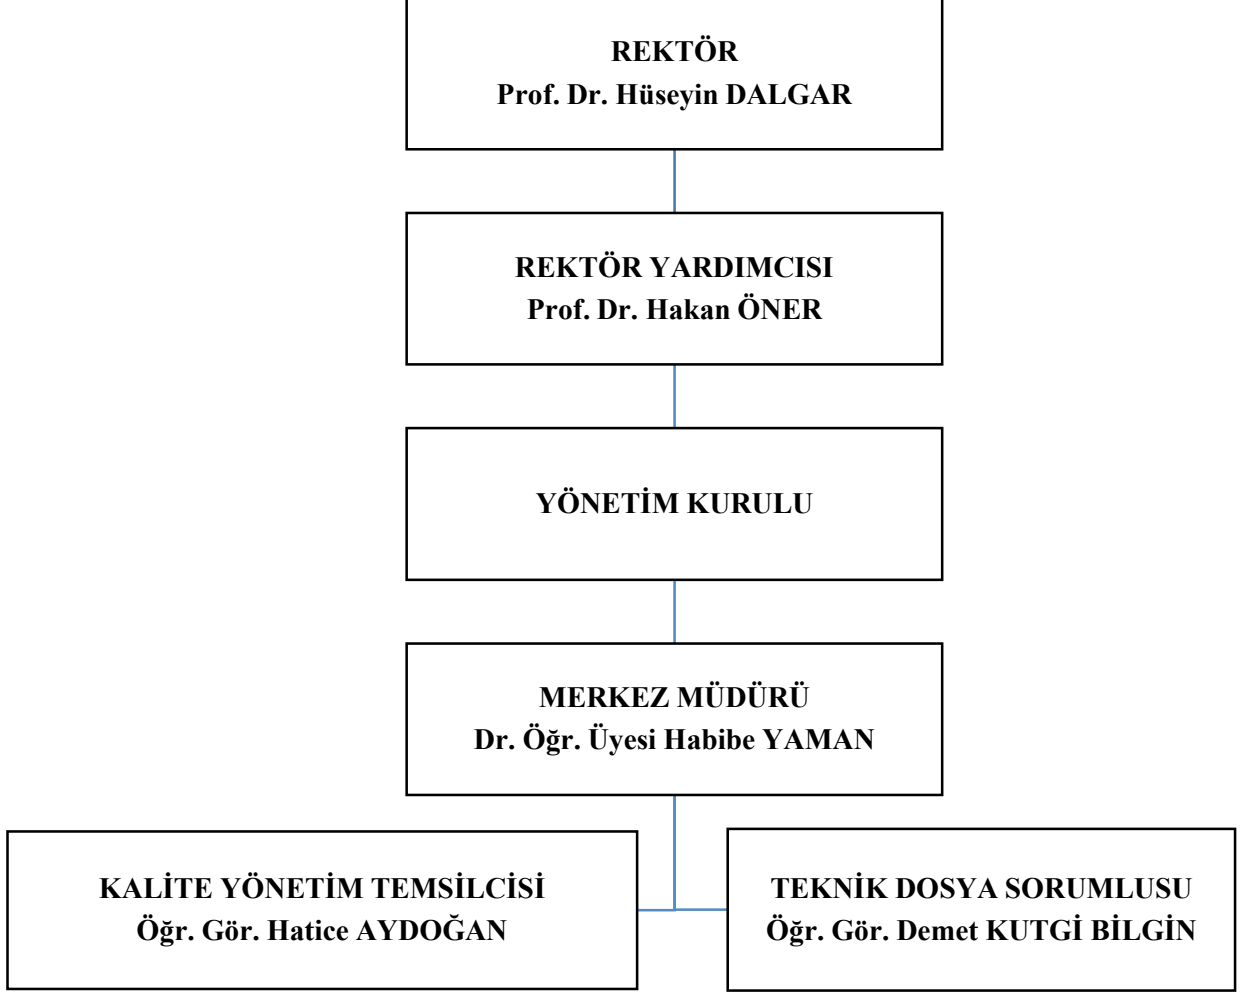 REKTÖR
Prof. Dr. Hüseyin DALGAR
REKTÖR YARDIMCISI
Prof. Dr. Hakan ÖNER
YÖNETİM KURULU
MERKEZ MÜDÜRÜ
Dr. Öğr. Üyesi Habibe YAMAN
KALİTE YÖNETİM TEMSİLCİSİ
Öğr. Gör. Hatice AYDOĞAN
TEKNİK DOSYA SORUMLUSU
Öğr. Gör. Demet KUTGİ BİLGİN